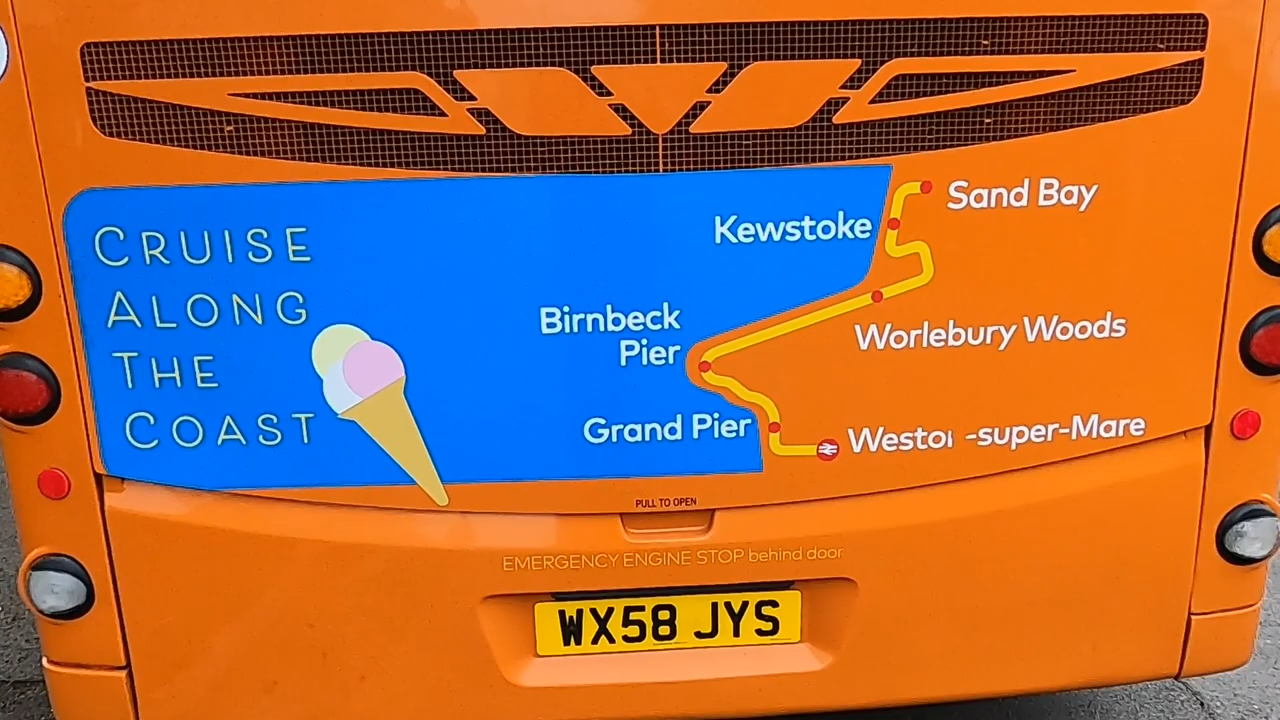 CRUISE
ALONG
THE
COAST
Sand Bay
Kewstoke
Birnbeck
Pier
Worlebury Woods
Grand Pier
Westo -super-Mare
PULL TO OPEN
EMERGENCY ENGINE STOP behind door
WX58 JYS